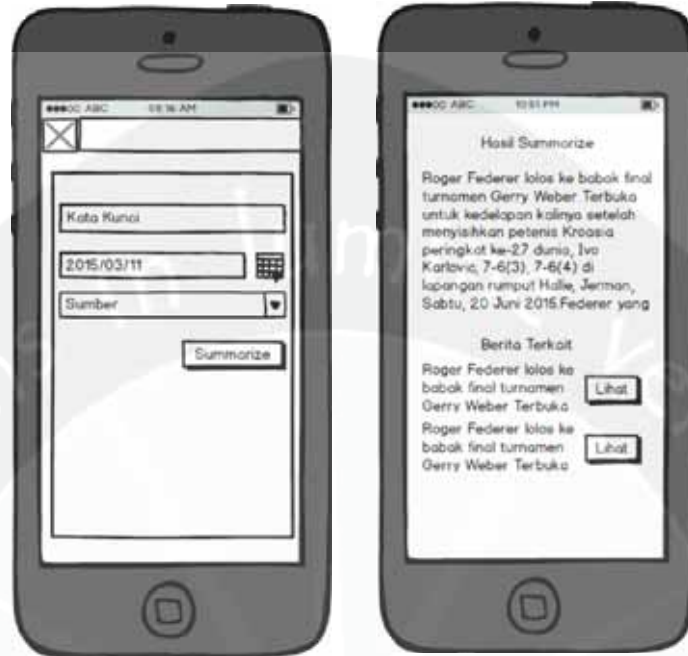 ABC 08:16 AM
Kata Kunci
2015/03/11
Sumber
Summarize
ABC 10:51 PM
Hasil Summarize
Roger Federer lolos ke babak final
turnamen Gerry Weber Terbuka
untuk kedelapan kalinya setelah
menyisihkan petenis Kroasia
peringkat ke-27 dunia, Ivo
Karlovic, 7-6(3), 7-6(4) di
lapangan rumput Halle, Jerman,
Sabtu, 20 Juni 2015.Federer yang
Berita Terkait
Roger Federer lolos ke
babak final turnamen
Gerry Weber Terbuka
Lihat
Roger Federer lolos ke
babak final turnamen
Gerry Weber Terbuka
Lihat